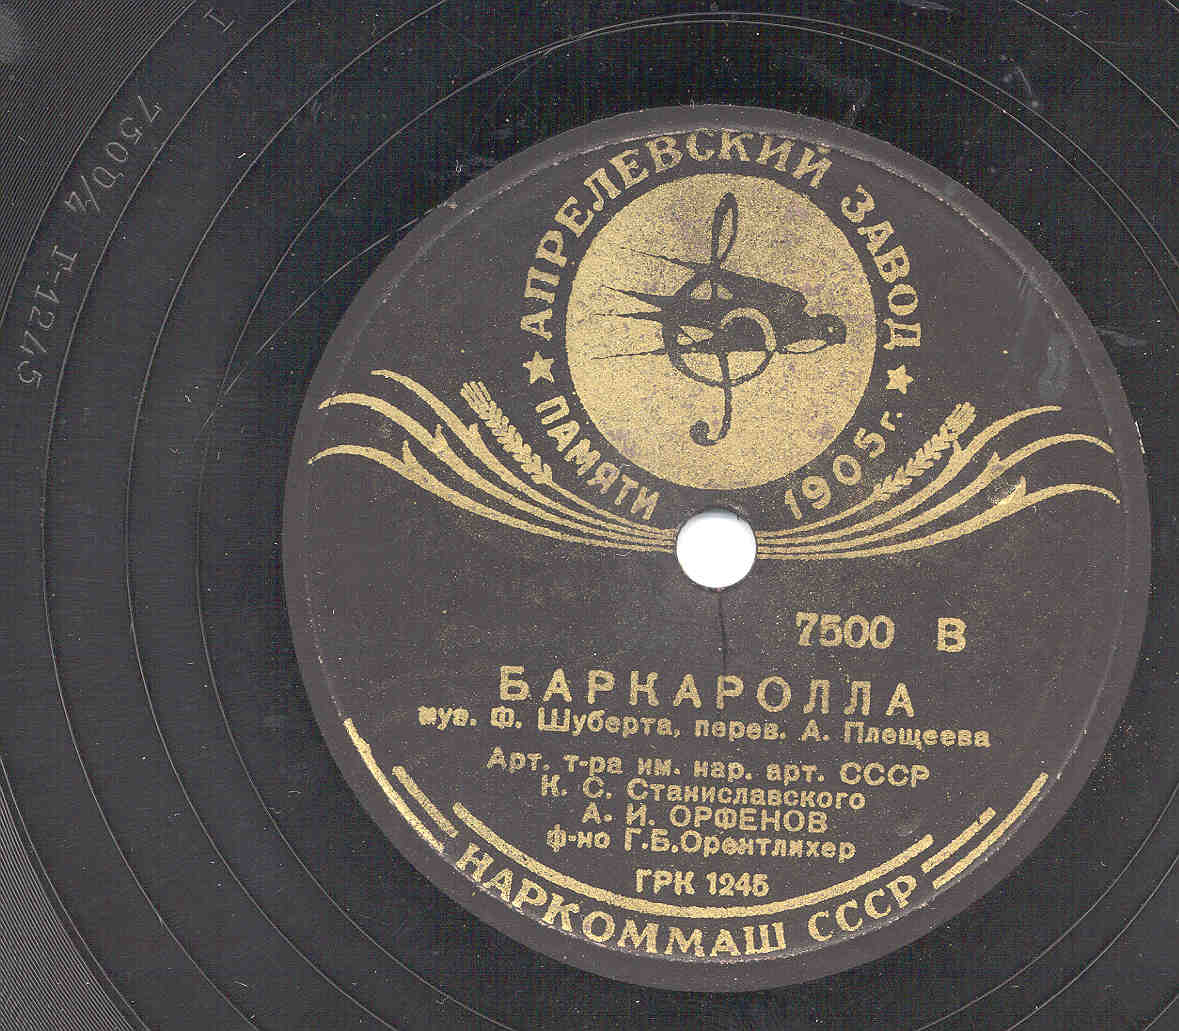 АПРЕЛЕВСКИЙ ЗАВОД
ПАМЯТИ 1905 г.
7500 В
БАРКАРОЛЛА
муз. Ф. Шуберта, перев. А. Плещеева
Арт. т-ра им. нар. арт. СССР
К. С. Станиславского
А. И. ОРФЕНОВ
ф-но Г.Б.Орентлихер
ГРК 1245
НАРКОММАШ СССР
7500/4 Г-1245
I